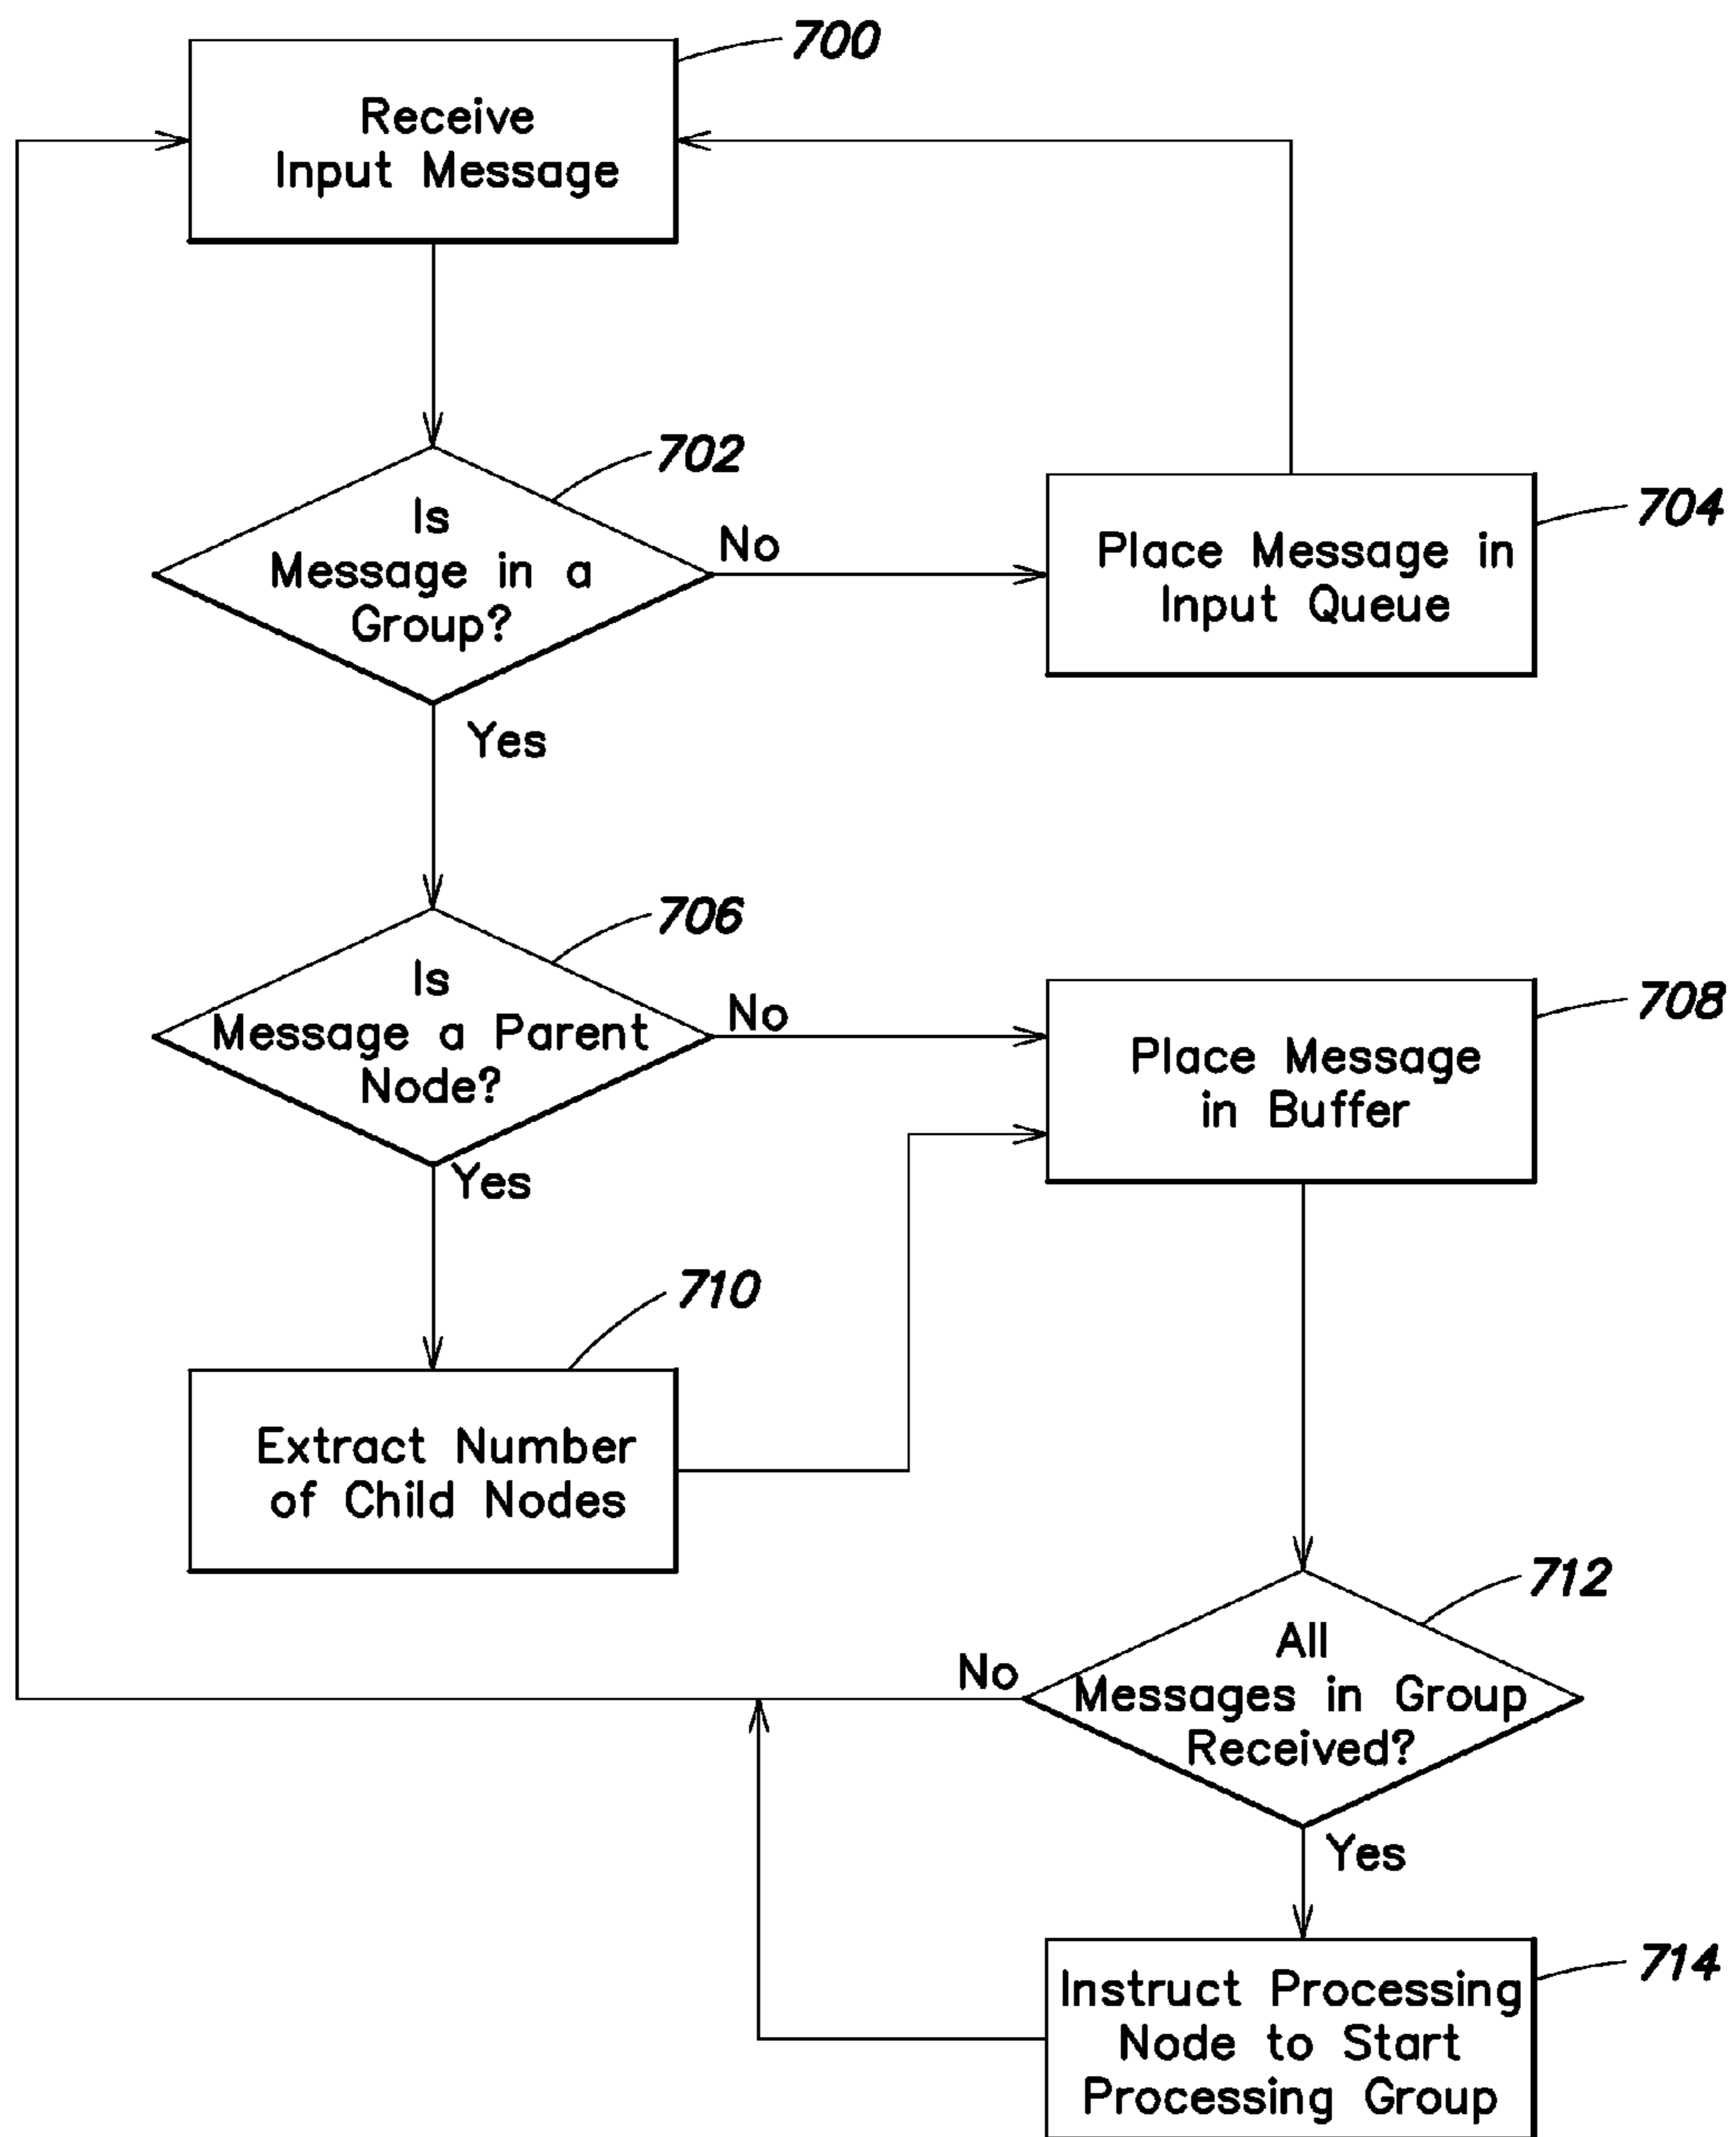 700
Receive
Input Message
702
Is
Message in a
Group?
No
704
Place Message in
Input Queue
Yes
706
Is
Message a Parent
Node?
No
708
Place Message
in Buffer
Yes
710
Extract Number
of Child Nodes
712
All
Messages in Group
Received?
No
Yes
714
Instruct Processing
Node to Start
Processing Group